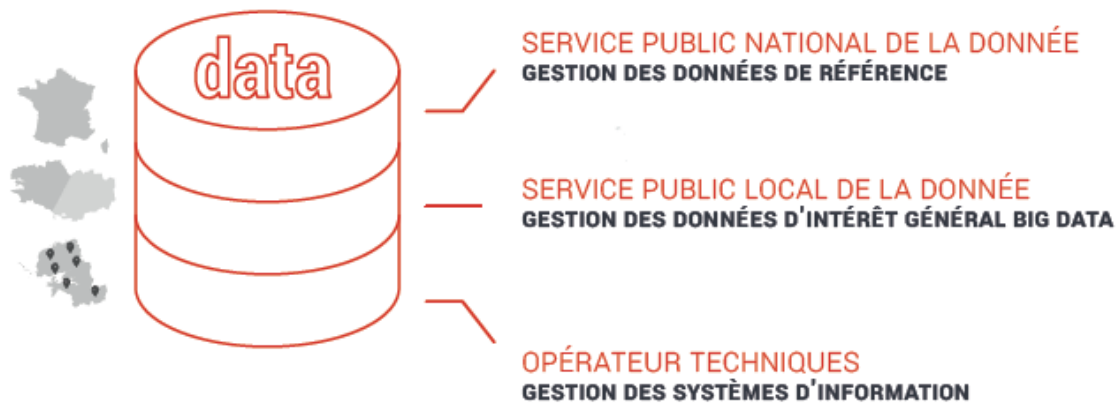 data
SERVICE PUBLIC NATIONAL DE LA DONNÉE
GESTION DES DONNÉES DE RÉFÉRENCE
SERVICE PUBLIC LOCAL DE LA DONNÉE
GESTION DES DONNÉES D'INTÉRÊT GÉNÉRAL BIG DATA
OPÉRATEUR TECHNIQUES
GESTION DES SYSTÈMES D'INFORMATION